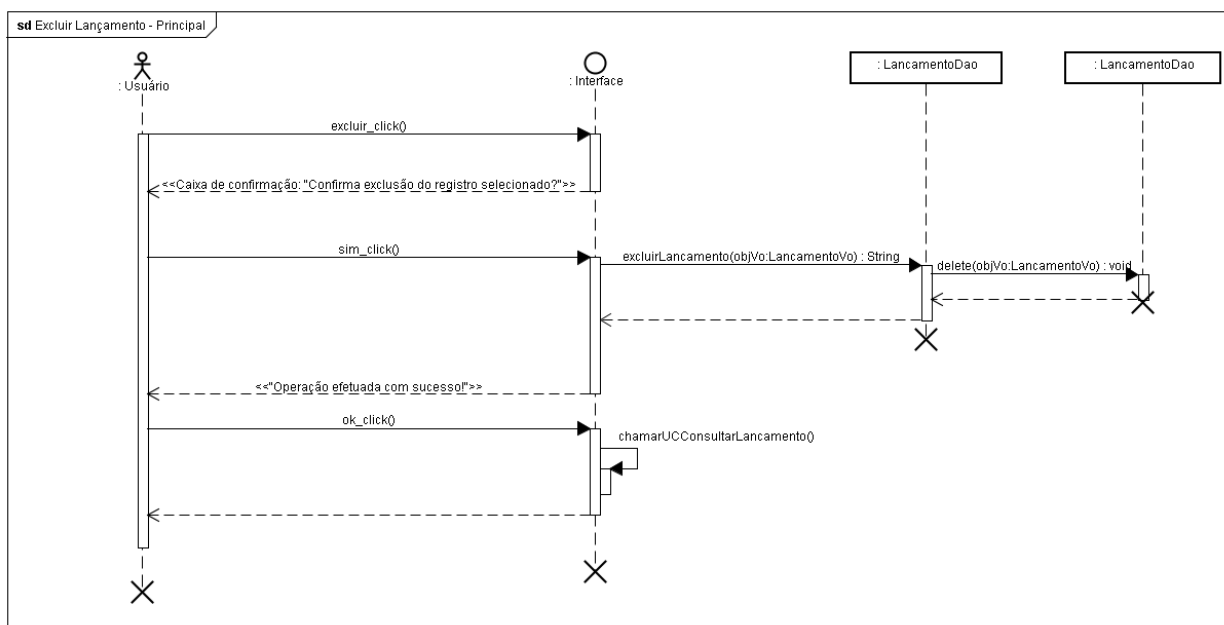 sd Excluir Lançamento - Principal
: Usuário
: Interface
: LancamentoDao
: LancamentoDao
excluir_click()
<<Caixa de confirmação: "Confirma exclusão do registro selecionado?">>
sim_click()
excluirLancamento(objVo:LancamentoVo) : String
delete(objVo:LancamentoVo) : void
<<"Operação efetuada com sucesso!">>
ok_click()
chamarUCConsultarLancamento()